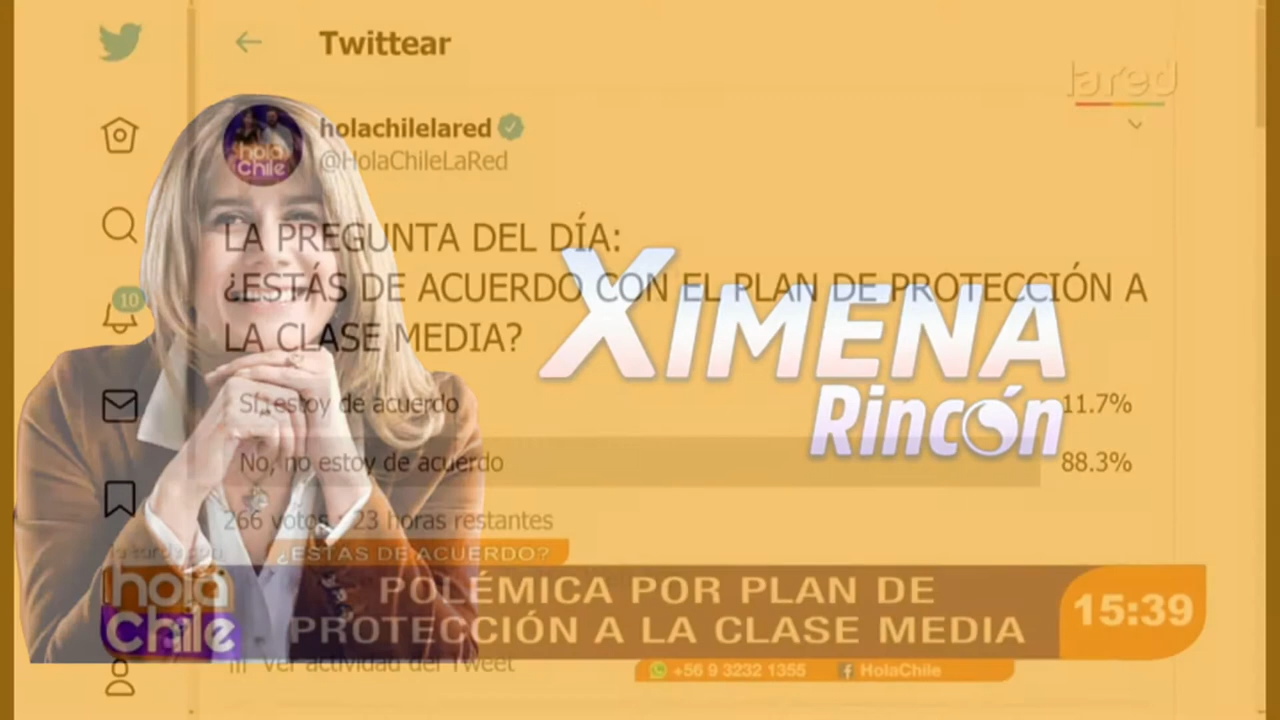 Twittear
lared
holachilelared
@HolaChileLaRed
hola
Chile
LA PREGUNTA DEL DÍA:
¿ESTÁS DE ACUERDO CON EL PLAN DE PROTECCIÓN A
LA CLASE MEDIA?
XIMENA
Rincón
10
Sí, estoy de acuerdo 11.7%
No, no estoy de acuerdo 88.3%
266 votos · 23 horas restantes
¿ESTÁS DE ACUERDO?
hola
Chile
POLÉMICA POR PLAN DE
PROTECCIÓN A LA CLASE MEDIA
15:39
Ver actividad del Tweet
+56 9 3232 1355
HolaChile